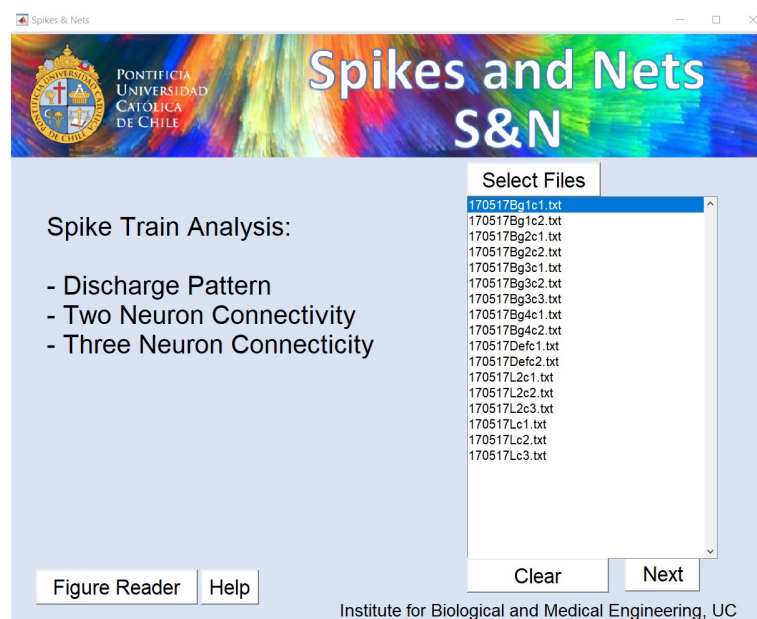 Spikes & Nets
PONTIFICIA
UNIVERSIDAD
CATÓLICA
DE CHILE
Spikes and Nets
S&N
Select Files
Spike Train Analysis:
- Discharge Pattern
- Two Neuron Connectivity
- Three Neuron Connecticity
170517Bg1c1.txt
170517Bg1c2.txt
170517Bg2c1.txt
170517Bg2c2.txt
170517Bg3c1.txt
170517Bg3c2.txt
170517Bg3c3.txt
170517Bg4c1.txt
170517Bg4c2.txt
170517Defc1.txt
170517Defc2.txt
170517L2c1.txt
170517L2c2.txt
170517L2c3.txt
170517Lc1.txt
170517Lc2.txt
170517Lc3.txt
Figure Reader
Help
Clear
Next
Institute for Biological and Medical Engineering, UC